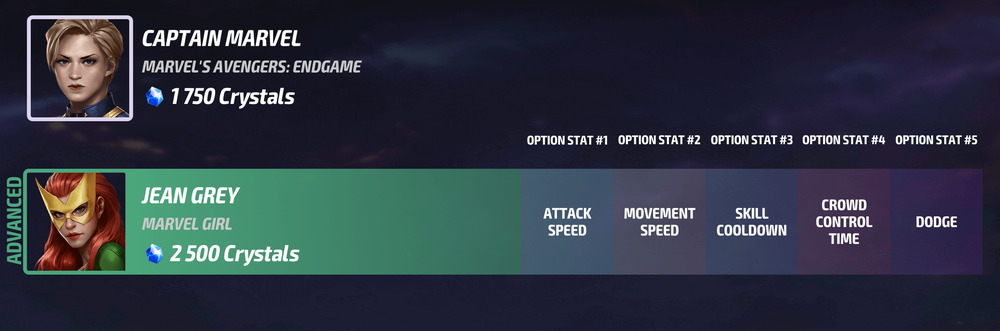 CAPTAIN MARVEL
MARVEL'S AVENGERS: ENDGAME
1 750 Crystals
OPTION STAT #1 OPTION STAT #2 OPTION STAT #3 OPTION STAT #4 OPTION STAT #5
ADVANCED
JEAN GREY
MARVEL GIRL
2 500 Crystals
ATTACK
SPEED
MOVEMENT
SPEED
SKILL
COOLDOWN
CROWD
CONTROL
TIME
DODGE